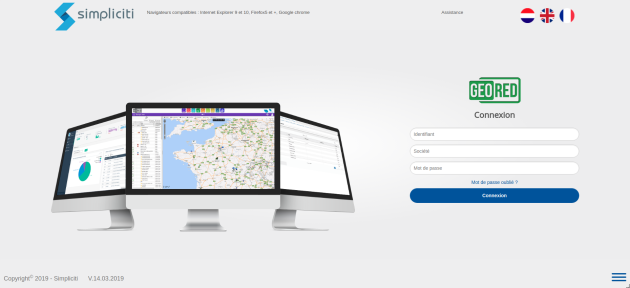 simpliciti
Navigateurs compatibles : Internet Explorer 9 et 10, Firefox5 et +, Google chrome
Assistance
GEORED
Connexion
Identifiant
Société
Mot de passe
Mot de passe oublié ?
Connexion
Copyright© 2019 - Simpliciti V.14.03.2019